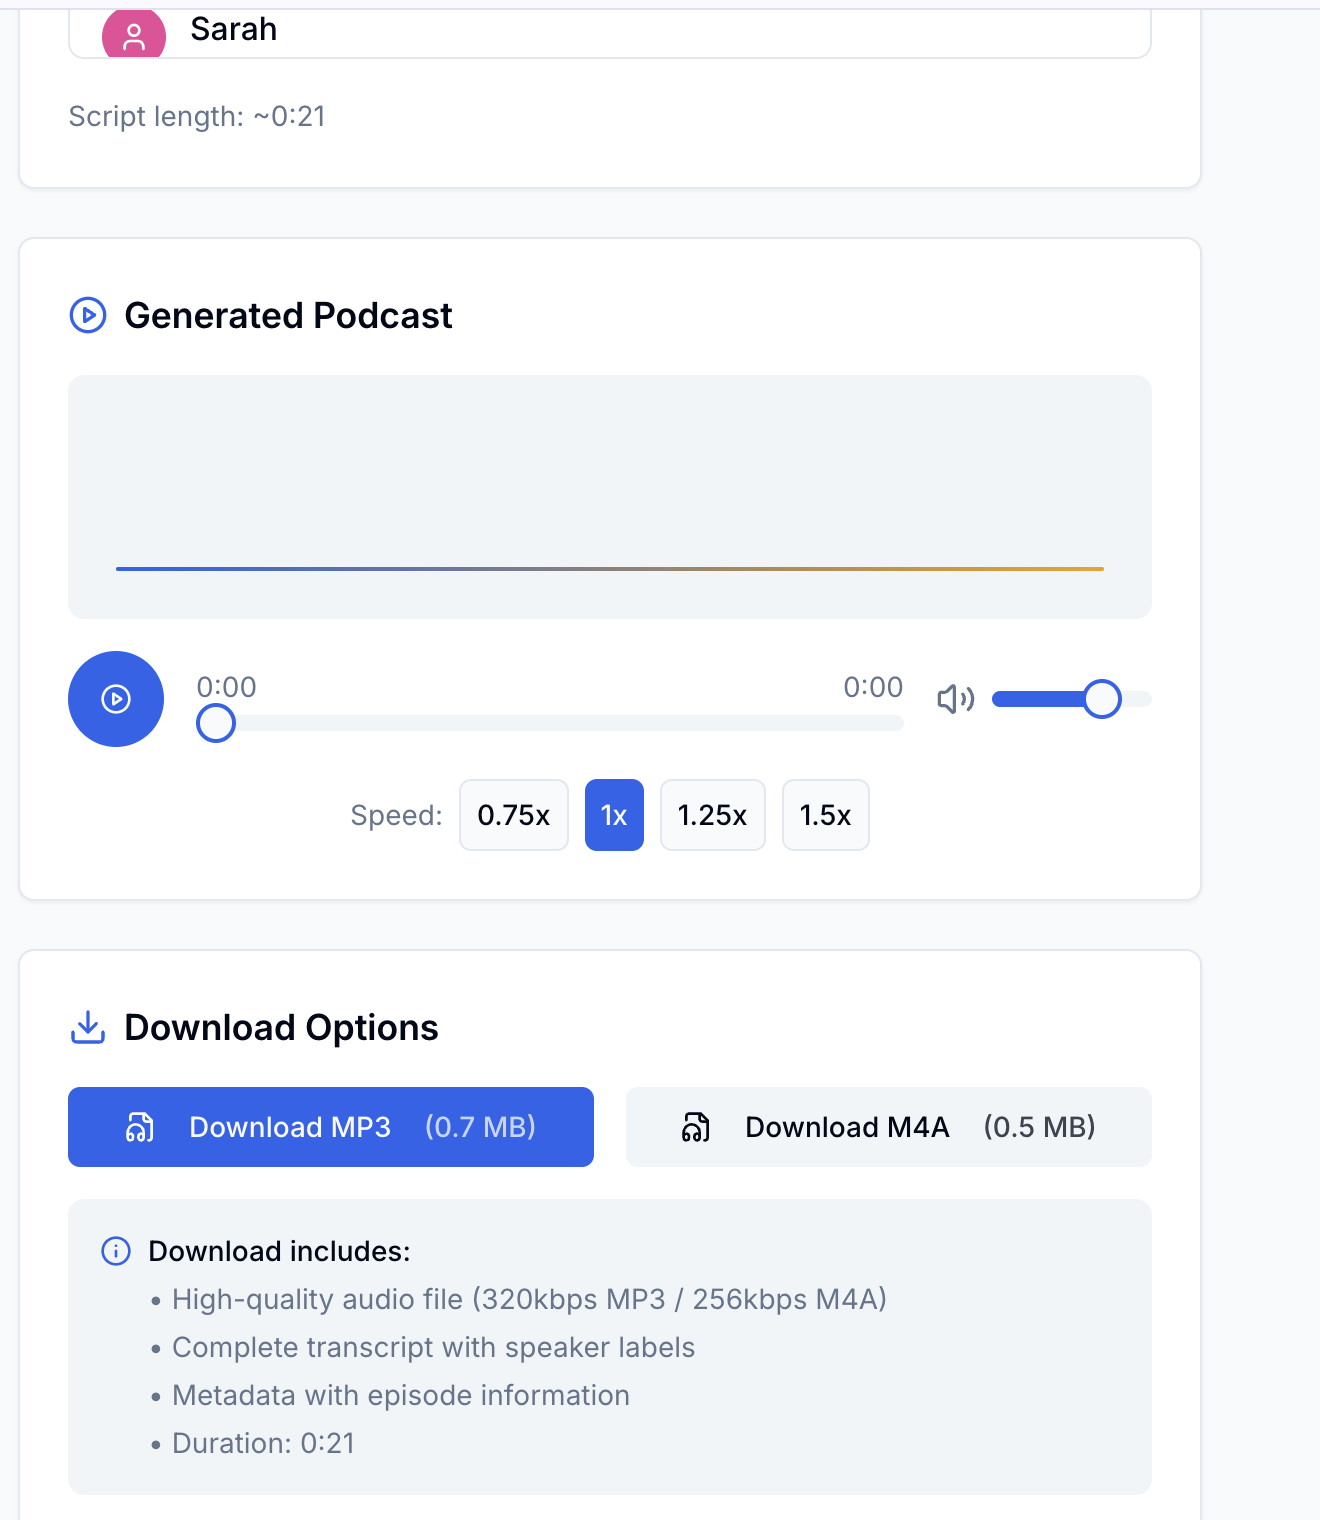 Sarah
Script length: ~0:21
Generated Podcast
0:00 0:00
Speed: 0.75x 1x 1.25x 1.5x
Download Options
Download MP3 (0.7 MB) Download M4A (0.5 MB)
Download includes:
• High-quality audio file (320kbps MP3 / 256kbps M4A)
• Complete transcript with speaker labels
• Metadata with episode information
• Duration: 0:21